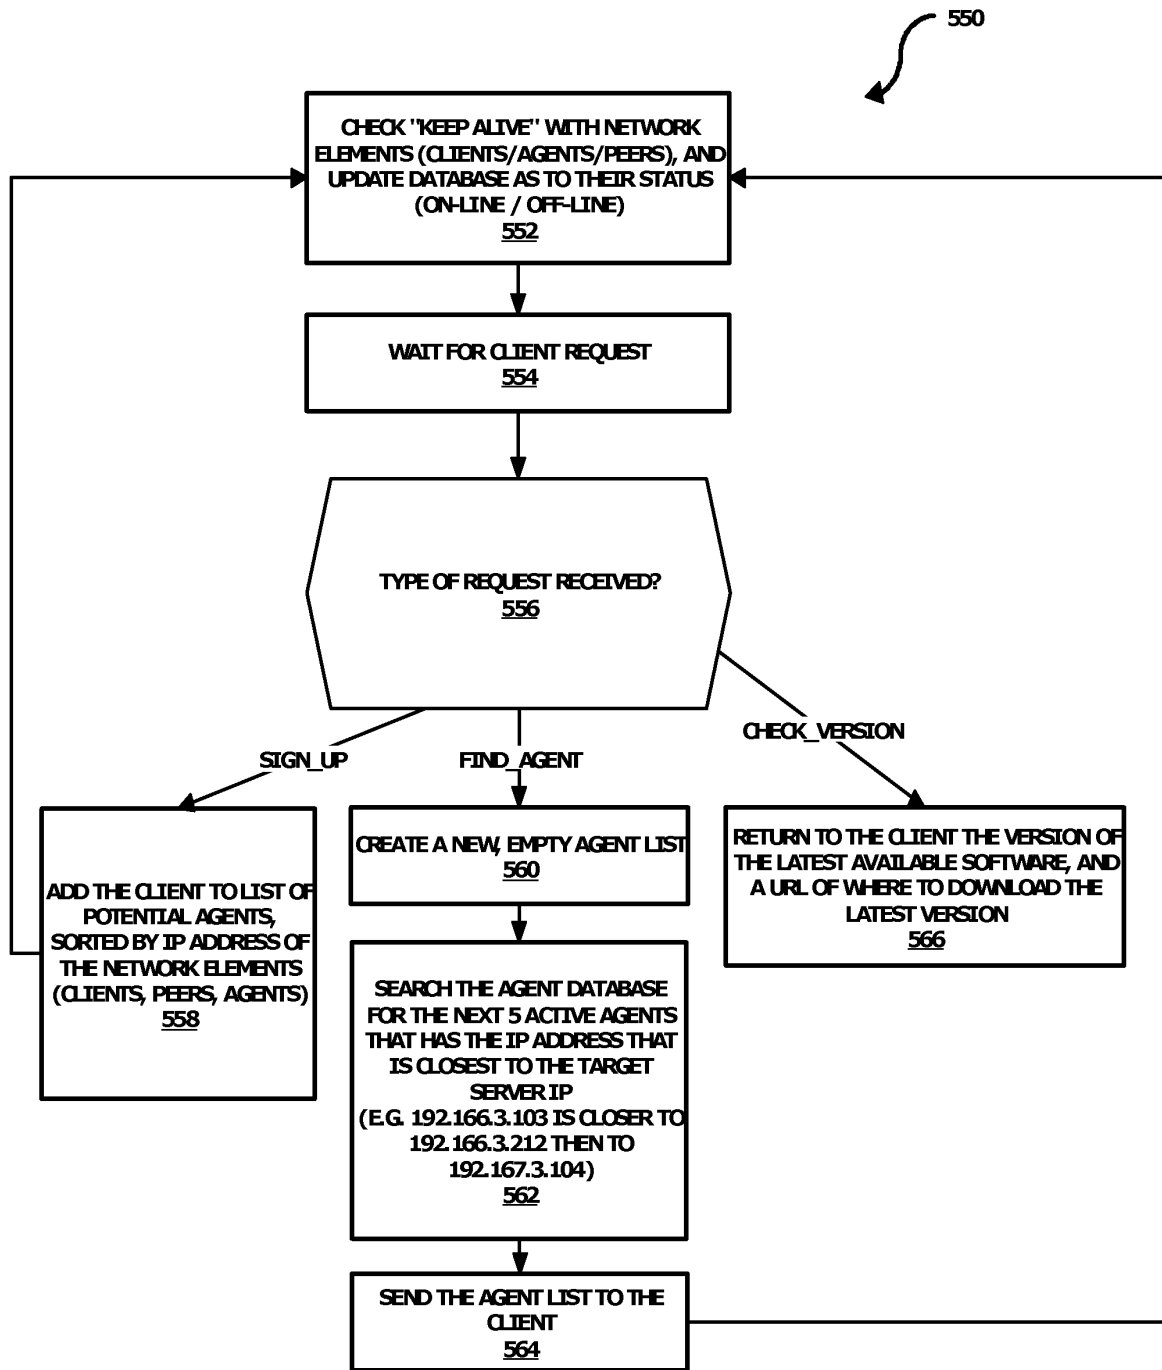 550
CHECK "KEEP ALIVE" WITH NETWORK
ELEMENTS (CLIENTS/AGENTS/PEERS), AND
UPDATE DATABASE AS TO THEIR STATUS
(ON-LINE / OFF-LINE)
552
WAIT FOR CLIENT REQUEST
554
TYPE OF REQUEST RECEIVED?
556
SIGN_UP
FIND_AGENT
CHECK_VERSION
ADD THE CLIENT TO LIST OF
POTENTIAL AGENTS,
SORTED BY IP ADDRESS OF
THE NETWORK ELEMENTS
(CLIENTS, PEERS, AGENTS)
558
CREATE A NEW, EMPTY AGENT LIST
560
SEARCH THE AGENT DATABASE
FOR THE NEXT 5 ACTIVE AGENTS
THAT HAS THE IP ADDRESS THAT
IS CLOSEST TO THE TARGET
SERVER IP
(E.G. 192.166.3.103 IS CLOSER TO
192.166.3.212 THEN TO
192.167.3.104)
562
SEND THE AGENT LIST TO THE
CLIENT
564
RETURN TO THE CLIENT THE VERSION OF
THE LATEST AVAILABLE SOFTWARE, AND
A URL OF WHERE TO DOWNLOAD THE
LATEST VERSION
566